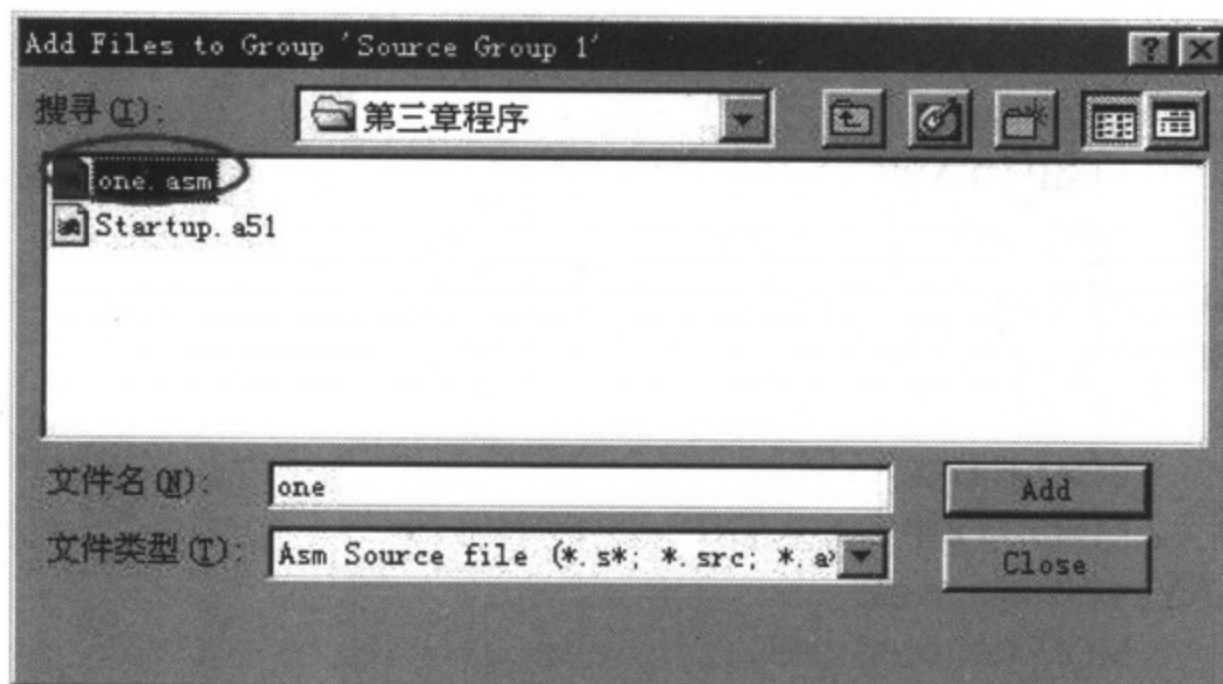 Add Files to Group 'Source Group 1'
搜寻(I):
第三章程序
one.asm
Startup.a51
文件名(N):
one
Add
文件类型(T):
Asm Source file (*.s*; *.src; *.a
Close